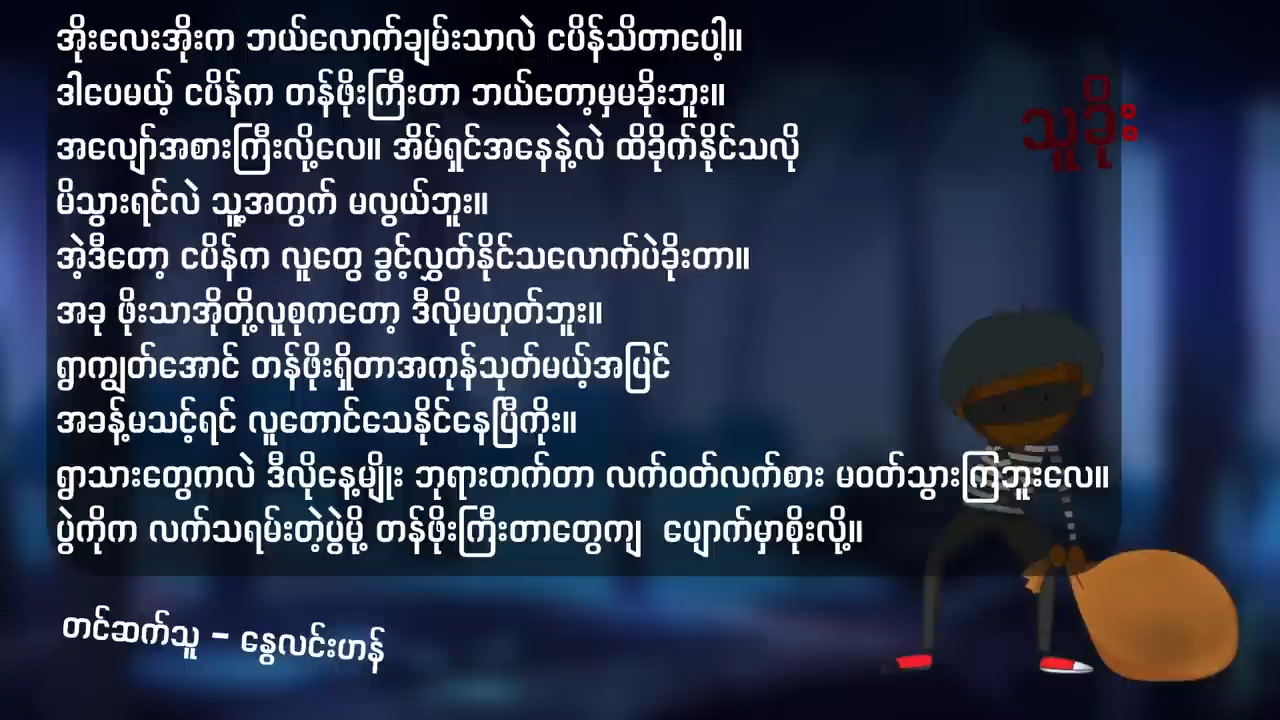 အိုးလေးအိုးက ဘယ်လောက်ချမ်းသာလဲ ငပိန်သိတာပေါ့။
ဒါပေမယ့် ငပိန်က တန်ဖိုးကြီးတာ ဘယ်တော့မှမခိုးဘူး။
အလျော်အစားကြီးလို့လေ။ အိမ်ရှင်အနေနဲ့လဲ ထိခိုက်နိုင်သလို
မိသွားရင်လဲ သူ့အတွက် မလွယ်ဘူး။
အဲ့ဒီတော့ ငပိန်က လူတွေ ခွင့်လွှတ်နိုင်သလောက်ပဲခိုးတာ။
အခု ဖိုးသာအိုတို့လူစုကတော့ ဒီလိုမဟုတ်ဘူး။
ရွာကျွတ်အောင် တန်ဖိုးရှိတာအကုန်သုတ်မယ့်အပြင်
အခန့်မသင့်ရင် လူတောင်သေနိုင်နေပြီကိုး။
ရွာသားတွေကလဲ ဒီလိုနေ့မျိုး ဘုရားတက်တာ လက်ဝတ်လက်စား မဝတ်သွားကြဘူးလေ။
ပွဲကိုက လက်သရမ်းတဲ့ပွဲမို့ တန်ဖိုးကြီးတာတွေကျ ပျောက်မှာစိုးလို့။
သူခိုး
တင်ဆက်သူ - နွေလင်းဟန်